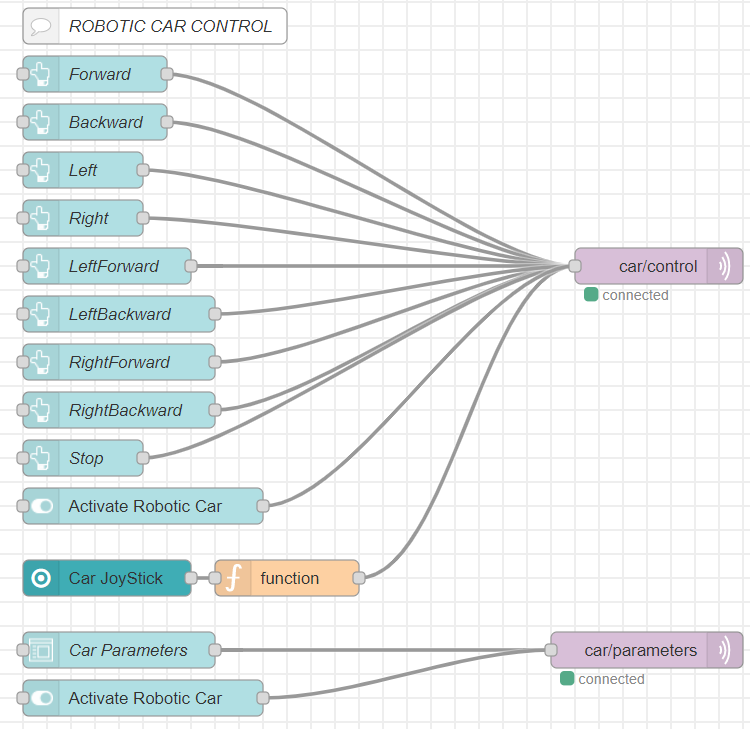 ROBOTIC CAR CONTROL
Forward
Backward
Left
Right
LeftForward
car/control
connected
LeftBackward
RightForward
RightBackward
Stop
Activate Robotic Car
Car JoyStick
function
Car Parameters
car/parameters
connected
Activate Robotic Car